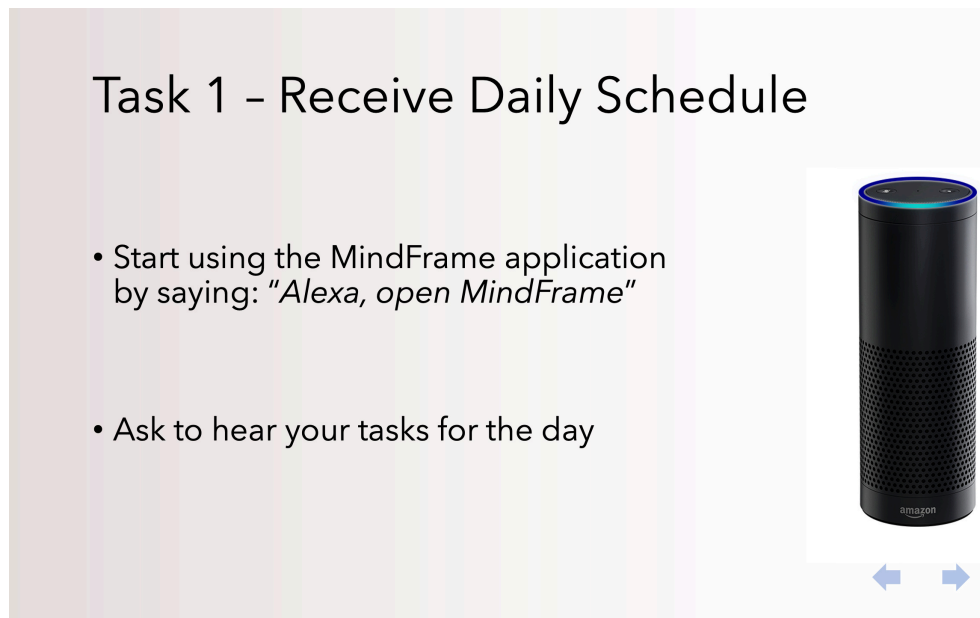 Task 1 – Receive Daily Schedule
• Start using the MindFrame application
by saying: "Alexa, open MindFrame"
• Ask to hear your tasks for the day
amazon